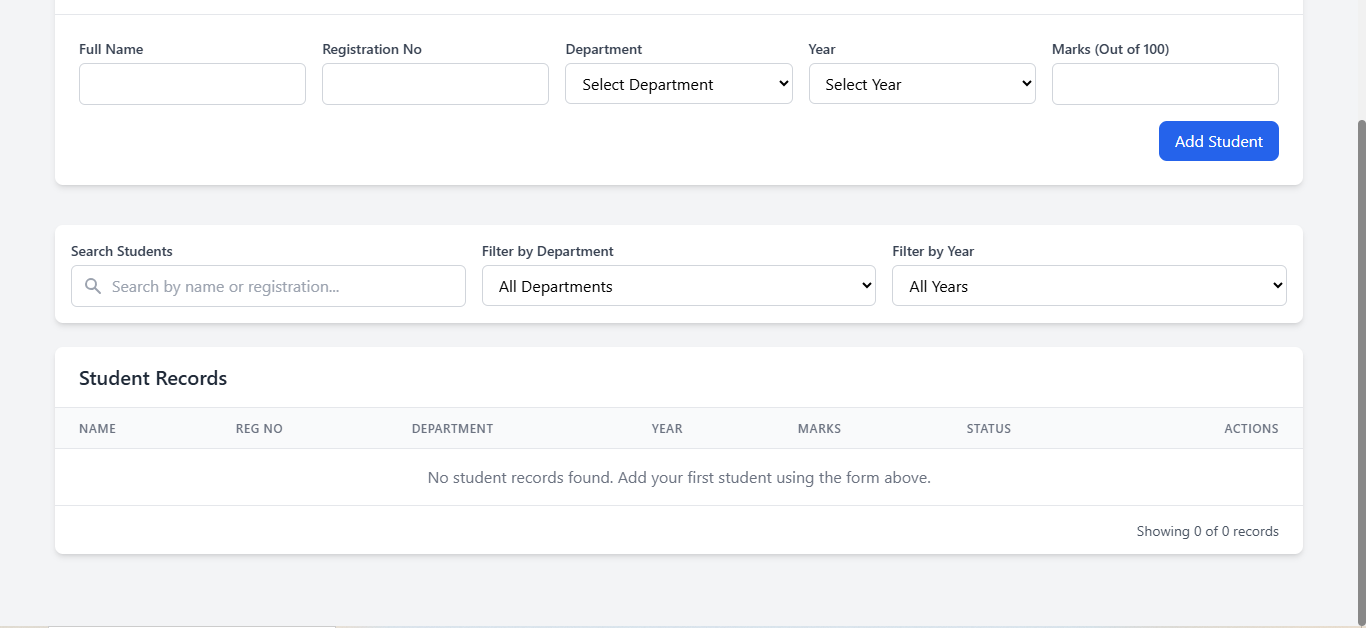 Full Name Registration No Department Year Marks (Out of 100)
Select Department Select Year
Add Student
Search Students Filter by Department Filter by Year
Search by name or registration... All Departments All Years
Student Records
NAME REG NO DEPARTMENT YEAR MARKS STATUS ACTIONS
No student records found. Add your first student using the form above.
Showing 0 of 0 records